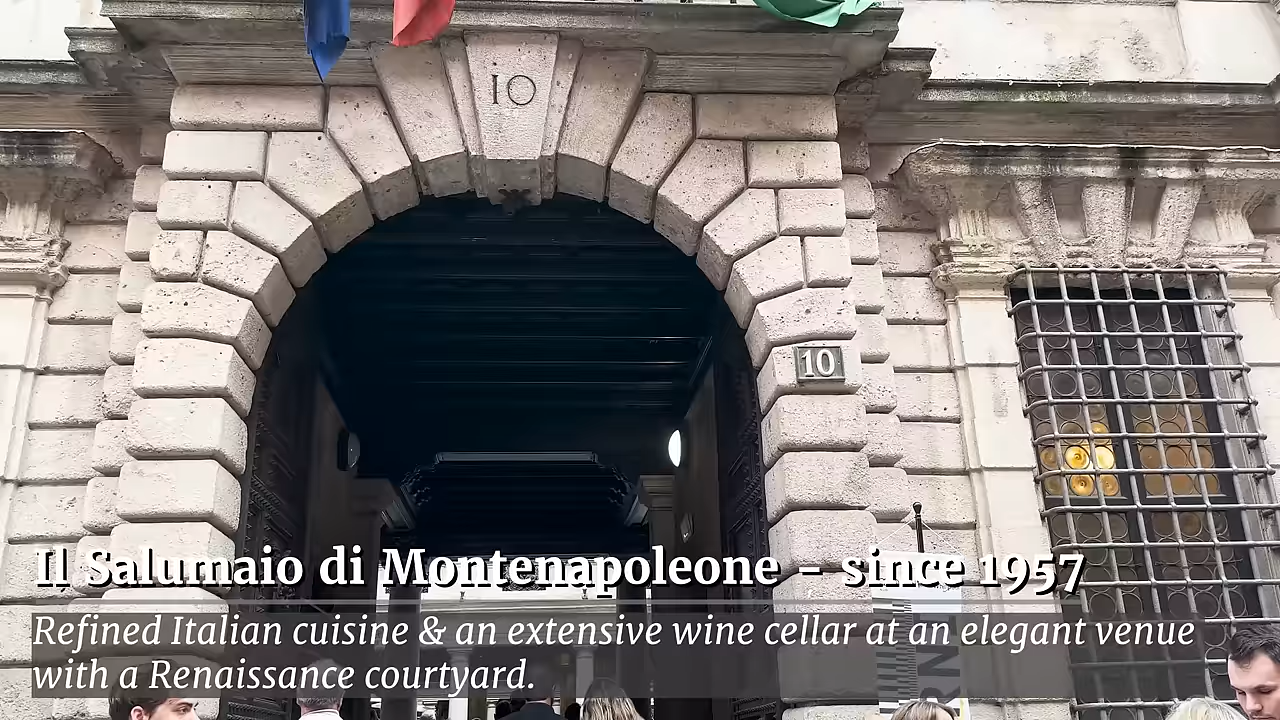 10
10
Il Salumaio di Montenapoleone - since 1957
Refined Italian cuisine & an extensive wine cellar at an elegant venue
with a Renaissance courtyard.